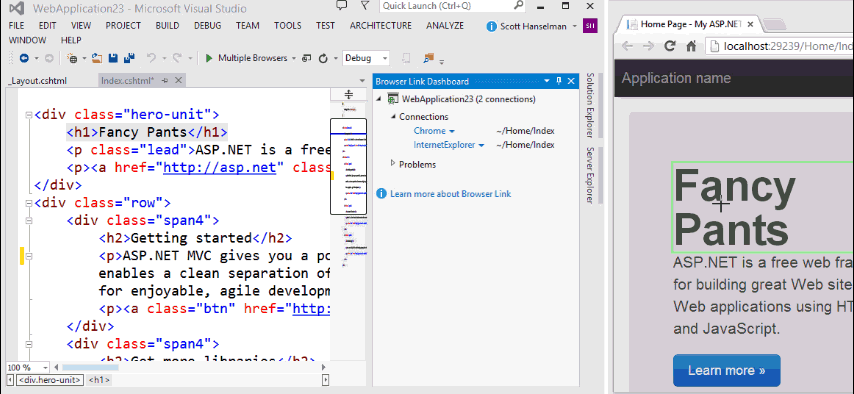 WebApplication23 - Microsoft Visual Studio
Quick Launch (Ctrl+Q)
FILE EDIT VIEW PROJECT BUILD DEBUG TEAM TOOLS TEST ARCHITECTURE ANALYZE
Scott Hanselman SH
WINDOW HELP
Multiple Browsers Debug
_Layout.cshtml Index.cshtml*
<div class="hero-unit">
<h1>Fancy Pants</h1>
<p class="lead">ASP.NET is a free
<p><a href="http://asp.net" clas
</div>
<div class="row">
<div class="span4">
<h2>Getting started</h2>
<p>ASP.NET MVC gives you a po
enables a clean separation of
for enjoyable, agile developm
<p><a class="btn" href="http:
</div>
<div class="span4">
<h2>Get more libraries</h2>
100 %
<div.hero-unit> <h1>
Browser Link Dashboard
WebApplication23 (2 connections)
Connections
Chrome ~/Home/Index
InternetExplorer ~/Home/Index
Problems
Learn more about Browser Link
Solution Explorer
Server Explorer
Home Page - My ASP.NET
localhost:29239/Home/Ind
Application name
Fancy
Pants
ASP.NET is a free web fra
for building great Web site
Web applications using HT
and JavaScript.
Learn more »